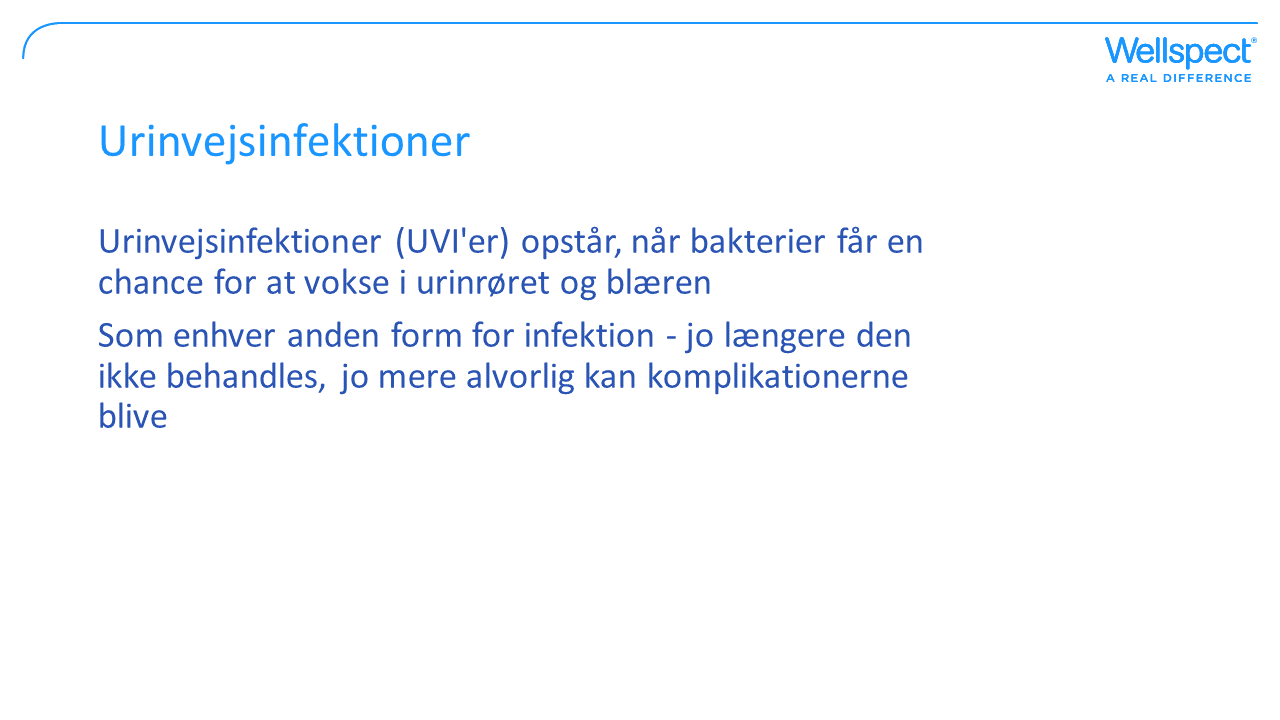 Wellspect®
A REAL DIFFERENCE
Urinvejsinfektioner
Urinvejsinfektioner (UVI'er) opstår, når bakterier får en
chance for at vokse i urinrøret og blæren
Som enhver anden form for infektion - jo længere den
ikke behandles, jo mere alvorlig kan komplikationerne
blive